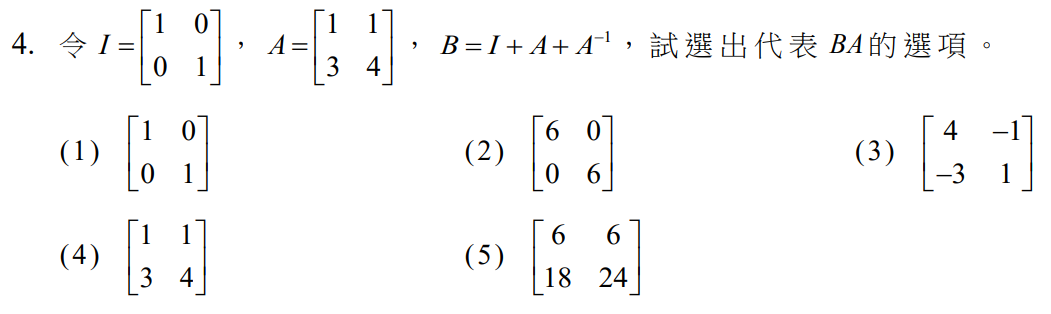 4. 令 $I=\begin{bmatrix}1&0\\0&1\end{bmatrix}$，$A=\begin{bmatrix}1&1\\3&4\end{bmatrix}$，$B=I+A+A^{-1}$，試選出代表 $BA$ 的選項。
(1) $\begin{bmatrix}1&0\\0&1\end{bmatrix}$ (2) $\begin{bmatrix}6&0\\0&6\end{bmatrix}$ (3) $\begin{bmatrix}4&-1\\-3&1\end{bmatrix}$
(4) $\begin{bmatrix}1&1\\3&4\end{bmatrix}$ (5) $\begin{bmatrix}6&6\\18&24\end{bmatrix}$